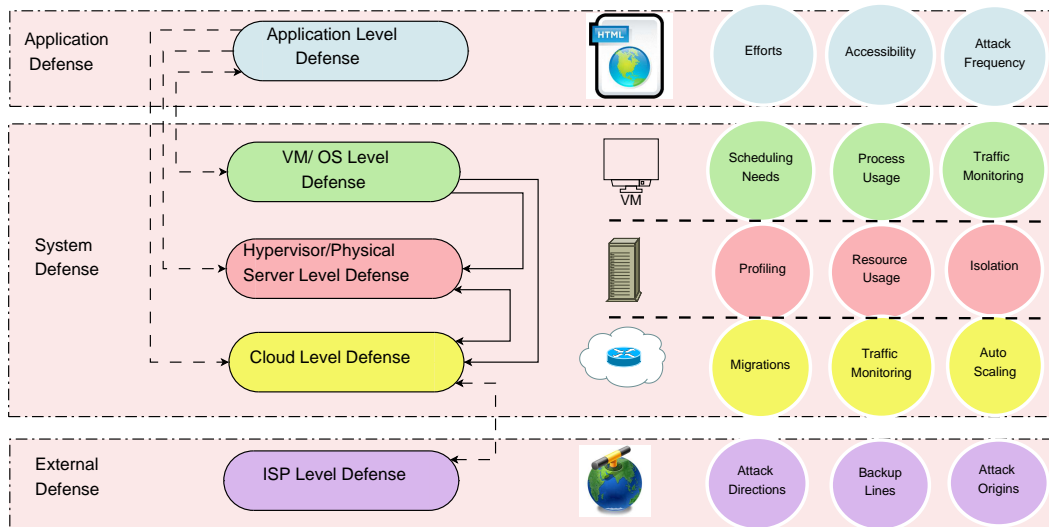 Application
Defense
Application Level
Defense
HTML
Efforts
Accessibility
Attack
Frequency
System
Defense
VM/ OS Level
Defense
VM
Scheduling
Needs
Process
Usage
Traffic
Monitoring
Hypervisor/Physical
Server Level Defense
Profiling
Resource
Usage
Isolation
Cloud Level Defense
Migrations
Traffic
Monitoring
Auto
Scaling
External
Defense
ISP Level Defense
Attack
Directions
Backup
Lines
Attack
Origins